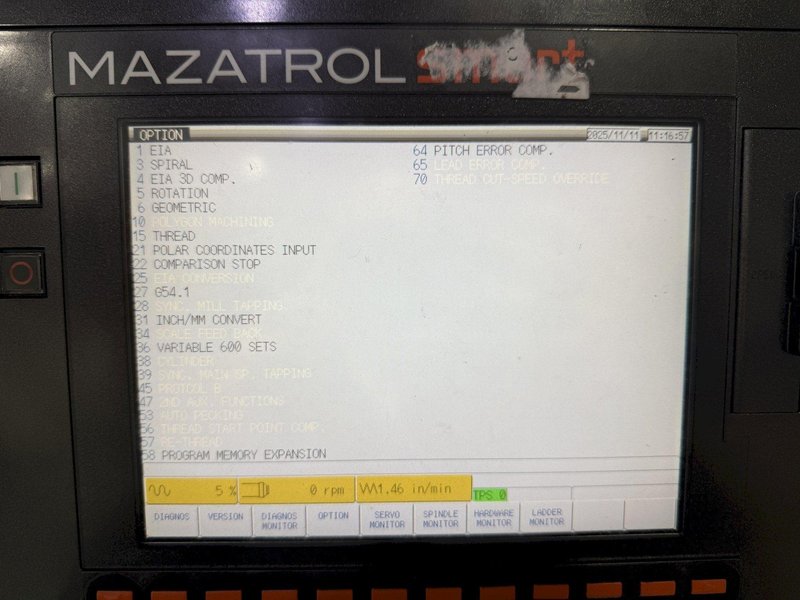 MAZATROL smart
OPTION 2025/11/11 11:16:57
1 EIA
3 SPIRAL
4 EIA 3D COMP.
5 ROTATION
6 GEOMETRIC
10 POLYGON MACHINING
15 THREAD
21 POLAR COORDINATES INPUT
22 COMPARISON STOP
25 EIA CONVERSION
27 G54.1
28 SYNC. MILL TAPPING
31 INCH/MM CONVERT
34 SCALE FEED BACK
36 VARIABLE 600 SETS
38 CYLINDER
39 SYNC. MAIN SP. TAPPING
45 PROTCOL B
47 2ND AUX. FUNCTIONS
53 AUTO PECKING
56 THREAD START POINT COMP.
57 RE-THREAD
58 PROGRAM MEMORY EXPANSION
64 PITCH ERROR COMP.
65 LEAD ERROR COMP.
70 THREAD CUT-SPEED OVERRIDE
5 % 0 rpm 1.46 in/min TPS 0
DIAGNOS VERSION DIAGNOS MONITOR OPTION SERVO MONITOR SPINDLE MONITOR HARDWARE MONITOR LADDER MONITOR